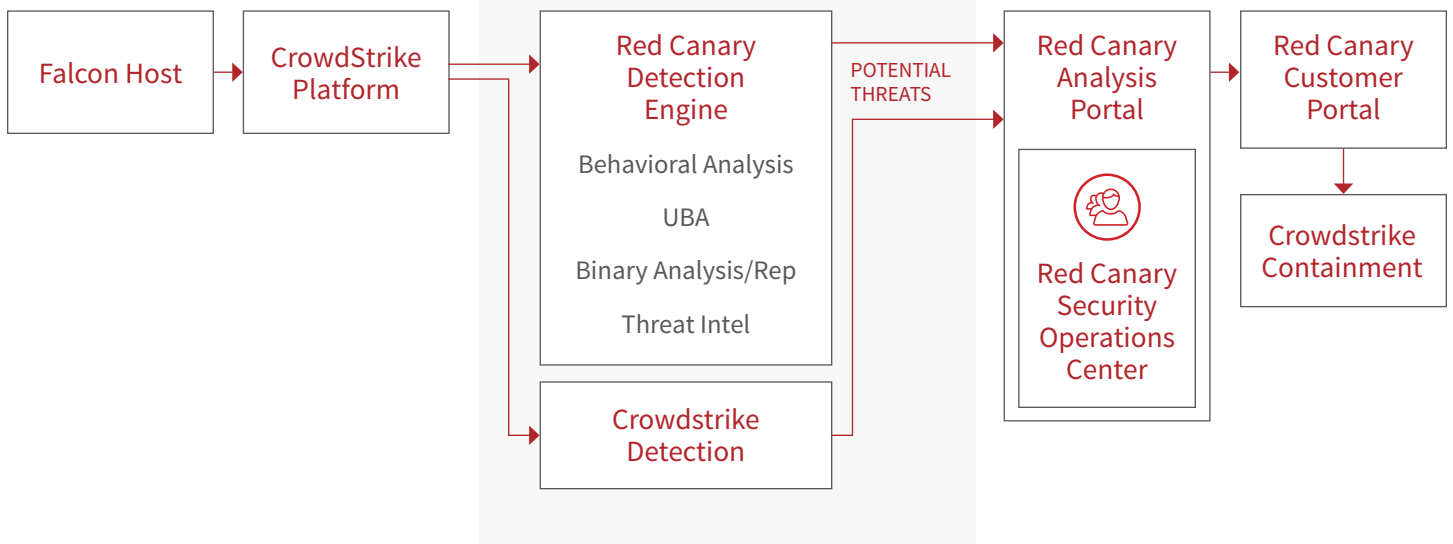 Falcon Host
CrowdStrike
Platform
Red Canary
Detection
Engine
Behavioral Analysis
UBA
Binary Analysis/Rep
Threat Intel
Crowdstrike
Detection
POTENTIAL
THREATS
Red Canary
Analysis
Portal
Red Canary
Security
Operations
Center
Red Canary
Customer
Portal
Crowdstrike
Containment